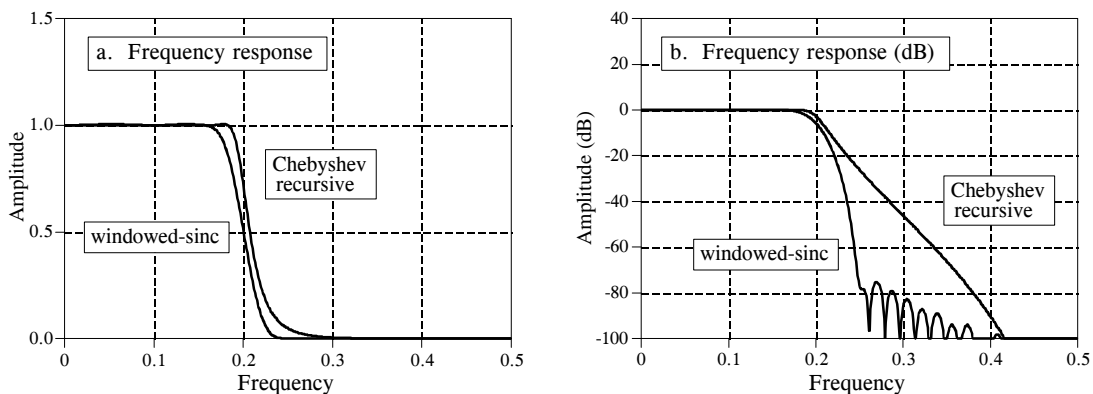 a. Frequency response
Amplitude
1.5
1.0
0.5
0.0
Chebyshev
recursive
windowed-sinc
0 0.1 0.2 0.3 0.4 0.5
Frequency
b. Frequency response (dB)
Amplitude (dB)
40
20
0
-20
-40
-60
-80
-100
Chebyshev
recursive
windowed-sinc
0 0.1 0.2 0.3 0.4 0.5
Frequency